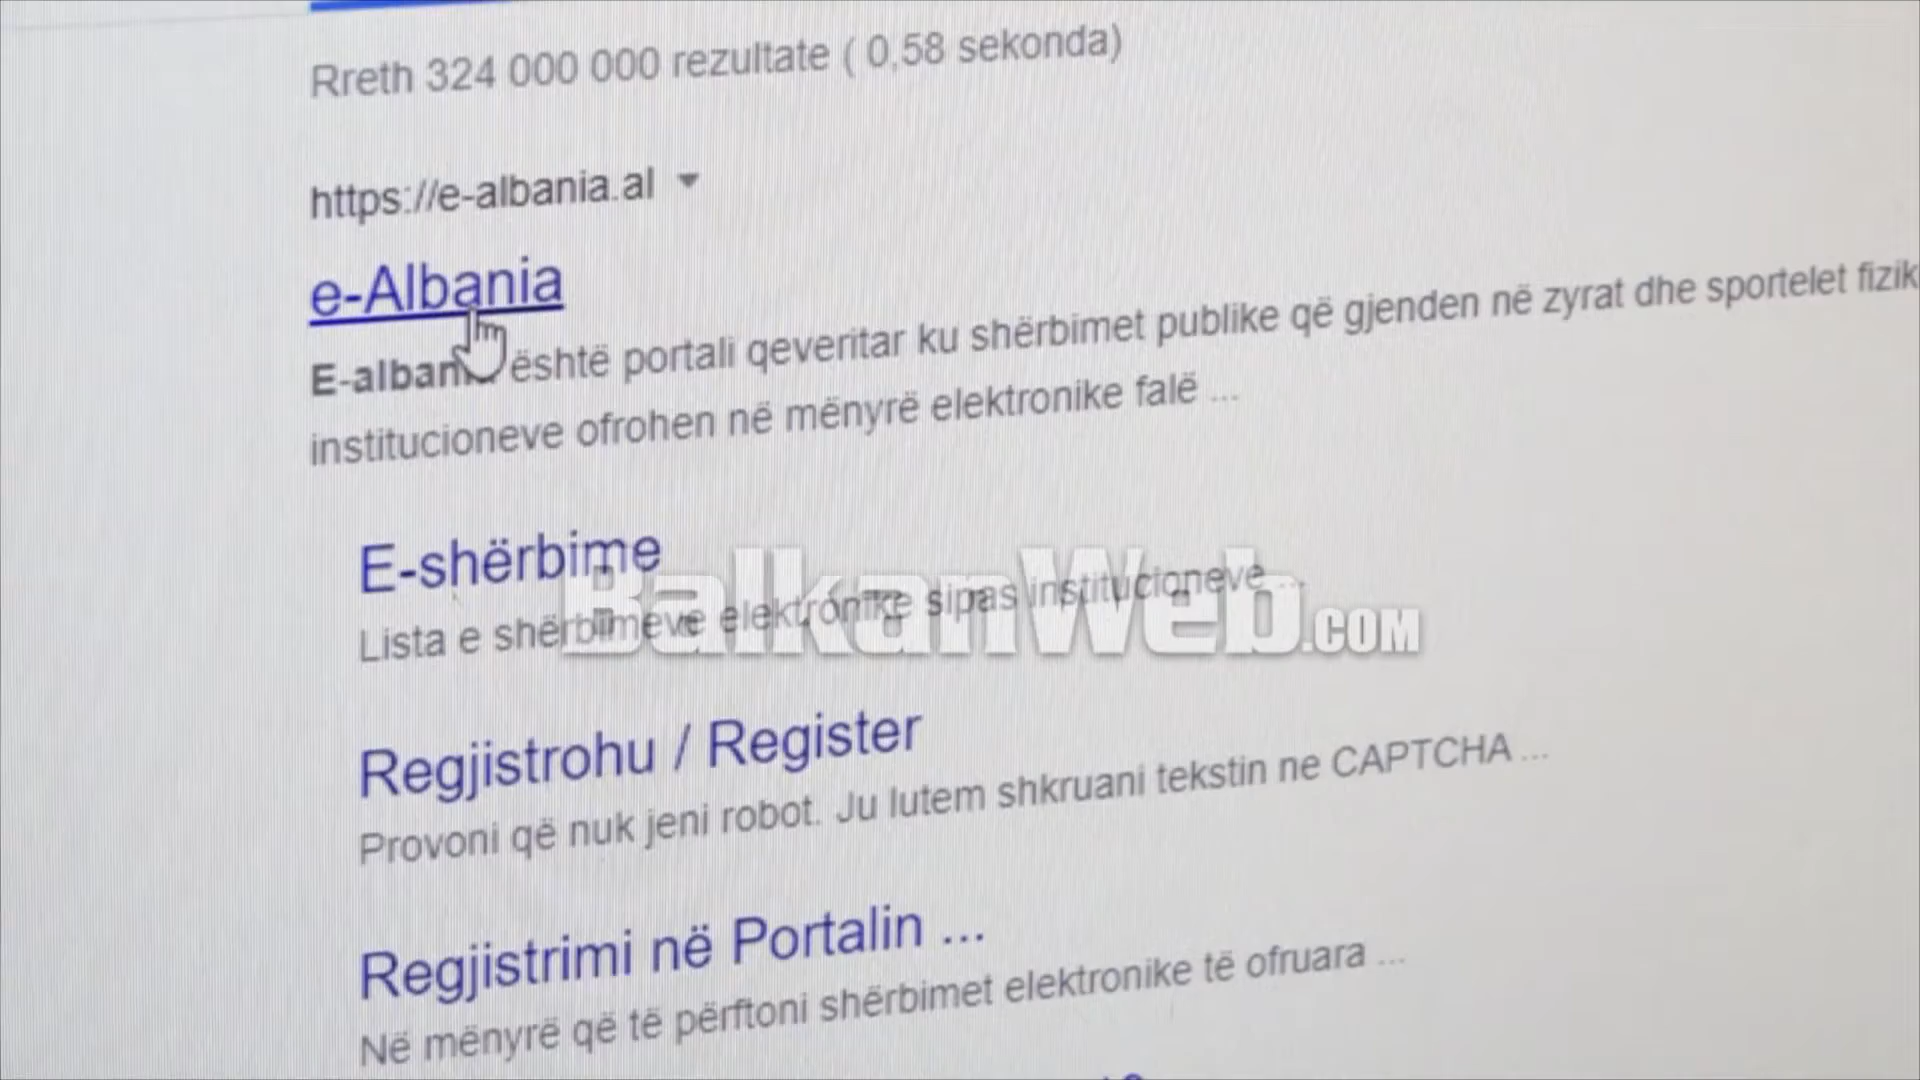 Rreth 324 000 000 rezultate ( 0,58 sekonda)
https://e-albania.al
e-Albania
është portali qeveritar ku shërbimet publike që gjenden në zyrat dhe sportelet
institucioneve ofrohen në mënyrë elektronike falë ...
E-shërbime
Lista e shërbimeve elektronike sipas institucioneve ...
BalkanWeb.COM
Regjistrohu / Register
Provoni që nuk jeni robot. Ju lutem shkruani tekstin ne CAPTCHA ...
Regjistrimi në Portalin ...
Në mënyrë që të përftoni shërbimet elektronike të ofruara ...